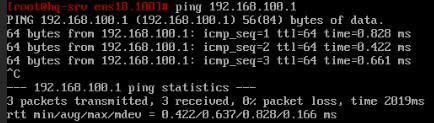 [root@hq-srv ens18.100]# ping 192.168.100.1
PING 192.168.100.1 (192.168.100.1) 56(84) bytes of data.
64 bytes from 192.168.100.1: icmp_seq=1 ttl=64 time=0.828 ms
64 bytes from 192.168.100.1: icmp_seq=2 ttl=64 time=0.422 ms
64 bytes from 192.168.100.1: icmp_seq=3 ttl=64 time=0.661 ms
^C
--- 192.168.100.1 ping statistics ---
3 packets transmitted, 3 received, 0% packet loss, time 2019ms
rtt min/avg/max/mdev = 0.422/0.637/0.828/0.166 ms